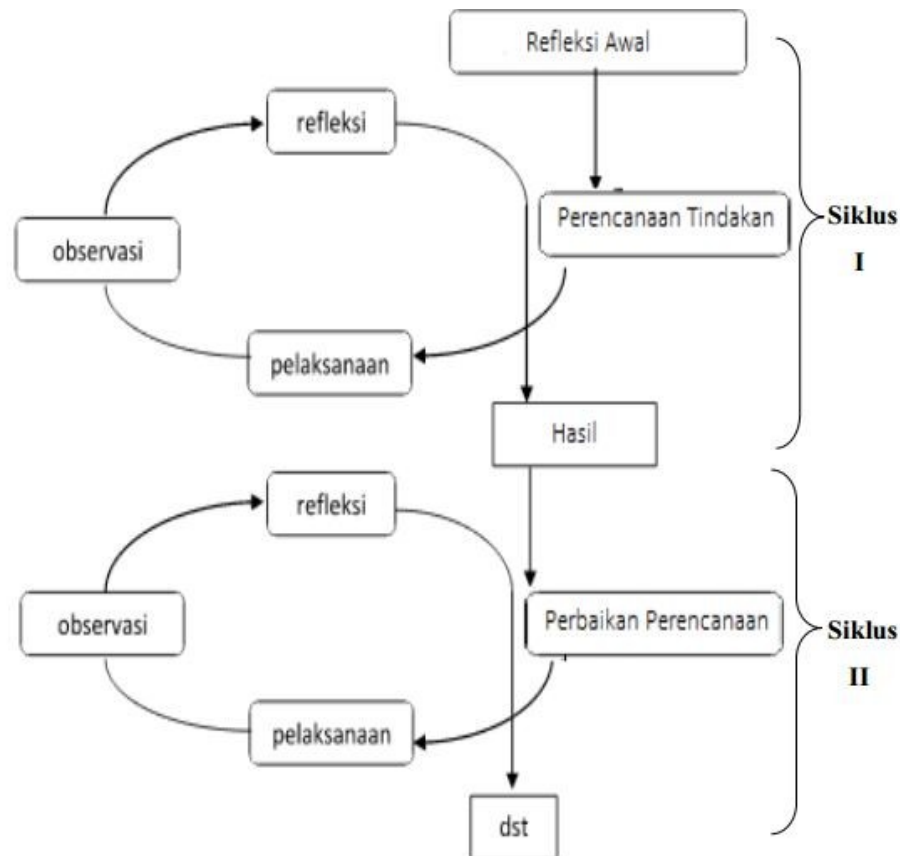 Refleksi Awal
refleksi
Perencanaan Tindakan
Siklus
I
observasi
pelaksanaan
Hasil
refleksi
Perbaikan Perencanaan
Siklus
II
observasi
pelaksanaan
dst